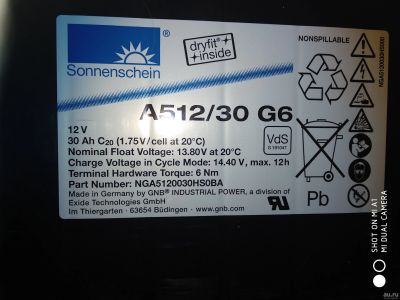 Sonnenschein
®
dryfit®
inside
NONSPILLABLE
NGA5120030HS00
A512/30 G6
12 V
30 Ah C20 (1.75V/cell at 20°C)
Nominal Float Voltage: 13.80V at 20°C
Charge Voltage in Cycle Mode: 14.40 V, max. 12h
Terminal Hardware Torque: 6 Nm
Part Number: NGA5120030HS0BA
Made in Germany by GNB® INDUSTRIAL POWER, a division of
Exide Technologies GmbH
Im Thiergarten · 63654 Büdingen · www.gnb.com
VdS
Pb
SHOT ON MI A1
MI DUAL CAMERA
au.ru